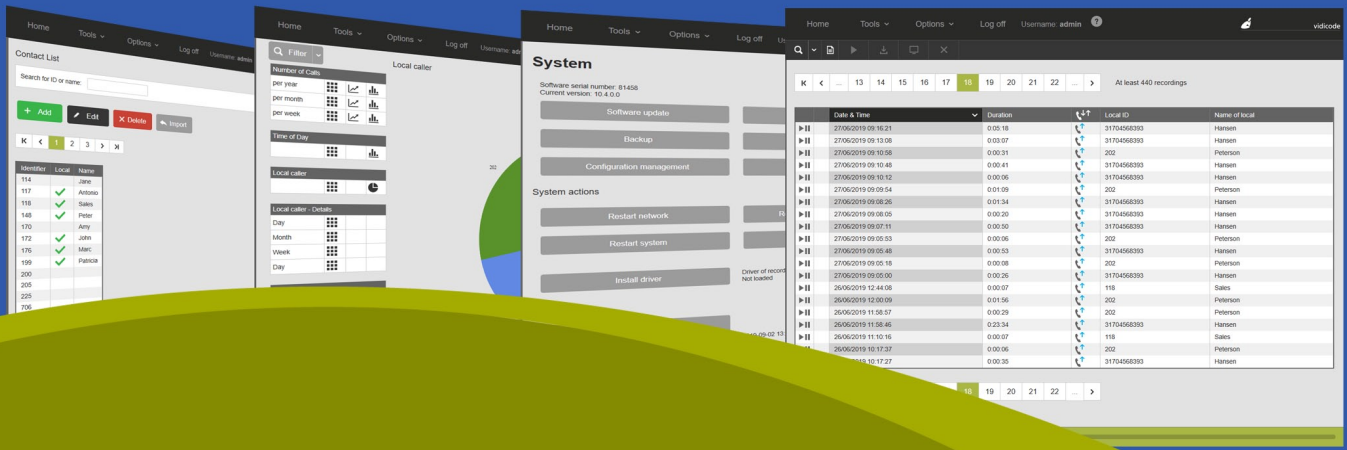 Home Tools Options Log off Username: admin
Contact List
Search for ID or name:
+ Add Edit X Delete Import
1 2 3
Identifier Local Name
114 Jane
117 Antonio
118 Sales
148 Peter
170 Amy
172 John
176 Marc
199 Patricia
200
205
225
706
Home Tools Options Log off Username:
Filter
Local caller
Number of Calls
per year
per month
per week
Time of Day
Local caller
Local caller - Details
Day
Month
Week
Day
Home Tools Options Log off
System
Software serial number: 81458
Current version: 10.4.0.0
Software update
Backup
Configuration management
System actions
Restart network
Restart system
Install driver
Driver of record
Not loaded
Home Tools Options Log off Username: admin ? vidicode
... 13 14 15 16 17 18 19 20 21 22 ... At least 440 recordings
Date & Time Duration Local ID Name of local
27/06/2019 09:16:21 0:05:18 31704568393 Hansen
27/06/2019 09:13:08 0:03:07 31704568393 Hansen
27/06/2019 09:10:58 0:00:31 202 Peterson
27/06/2019 09:10:48 0:00:41 31704568393 Hansen
27/06/2019 09:10:12 0:00:06 31704568393 Hansen
27/06/2019 09:09:54 0:01:09 202 Peterson
27/06/2019 09:08:26 0:01:34 31704568393 Hansen
27/06/2019 09:08:05 0:00:20 31704568393 Hansen
27/06/2019 09:07:11 0:00:50 31704568393 Hansen
27/06/2019 09:05:53 0:00:06 202 Peterson
27/06/2019 09:05:48 0:00:53 31704568393 Hansen
27/06/2019 09:05:18 0:00:08 202 Peterson
27/06/2019 09:05:00 0:00:26 31704568393 Hansen
26/06/2019 12:44:08 0:00:07 118 Sales
26/06/2019 12:00:09 0:01:56 202 Peterson
26/06/2019 11:58:57 0:00:29 202 Peterson
26/06/2019 11:58:46 0:23:34 31704568393 Hansen
26/06/2019 11:10:16 0:00:07 118 Sales
26/06/2019 10:17:37 0:00:06 202 Peterson
10:17:27 0:00:35 31704568393 Hansen
18 19 20 21 22 ...